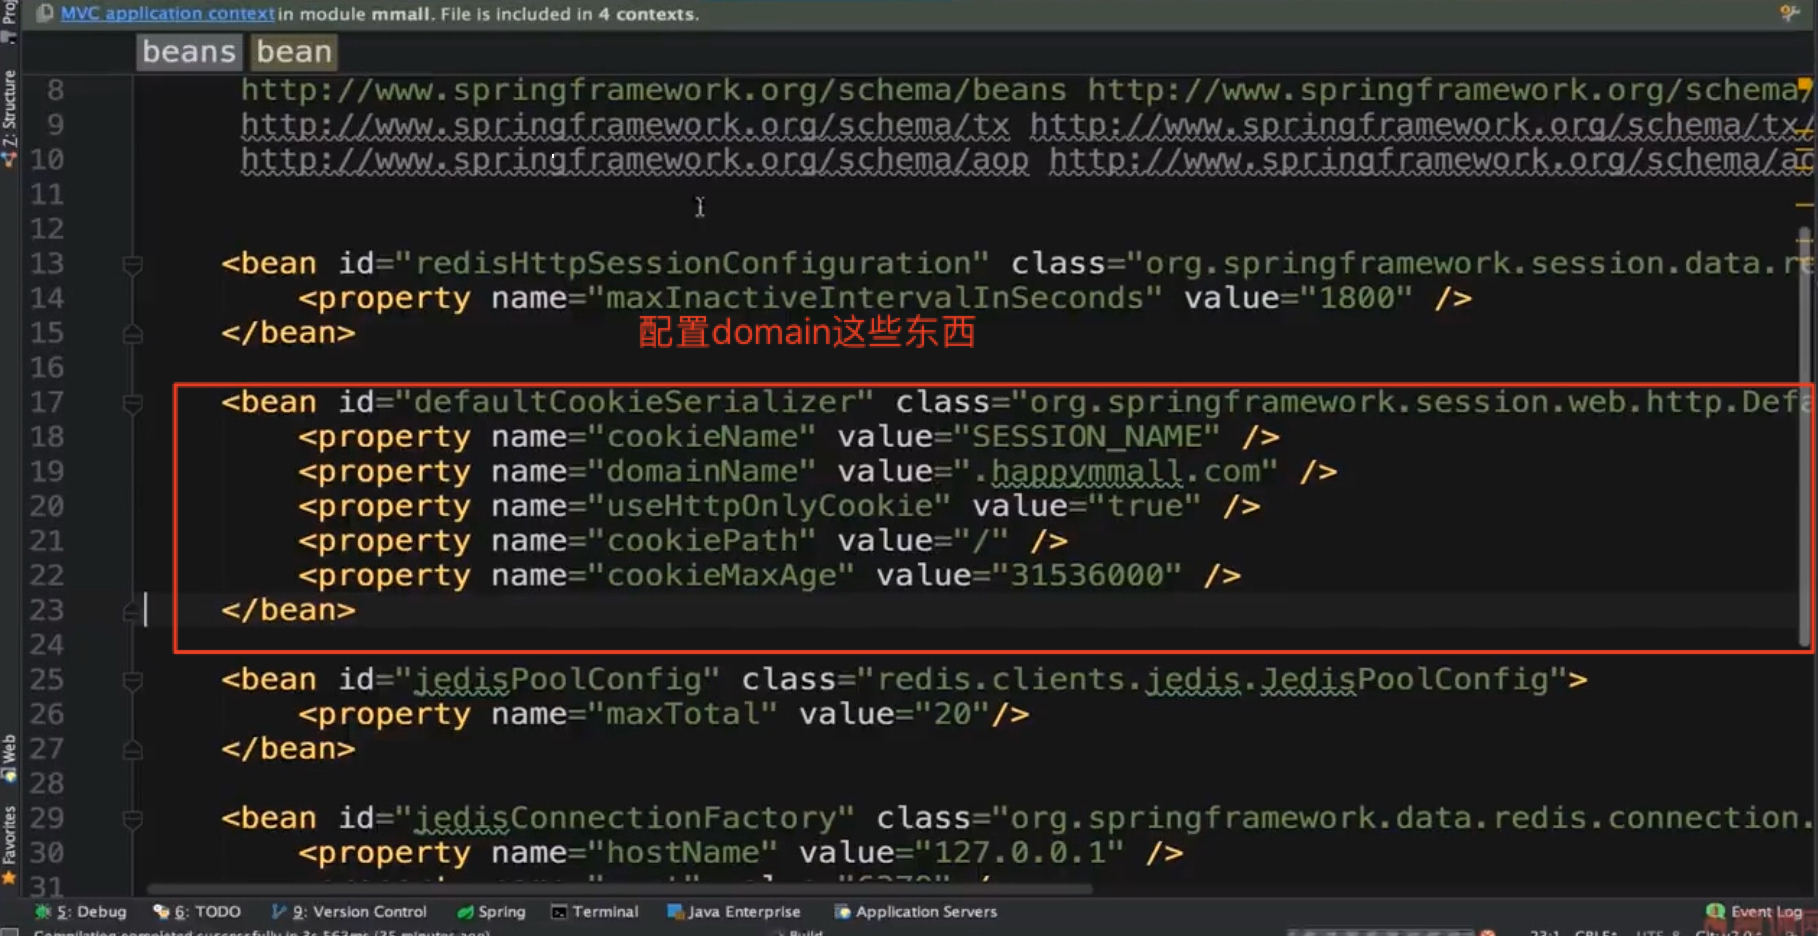 MVC application context in module mmall. File is included in 4 contexts.
beans bean
8 http://www.springframework.org/schema/beans http://www.springframework.org/schema/
9 http://www.springframework.org/schema/tx http://www.springframework.org/schema/tx/
10 http://www.springframework.org/schema/aop http://www.springframework.org/schema/
11
12
13 <bean id="redisHttpSessionConfiguration" class="org.springframework.session.data.re
14 <property name="maxInactiveIntervalInSeconds" value="1800" />
配置domain这些东西
15 </bean>
16
17 <bean id="defaultCookieSerializer" class="org.springframework.session.web.http.Defa
18 <property name="cookieName" value="SESSION_NAME" />
19 <property name="domainName" value=".happymmall.com" />
20 <property name="useHttpOnlyCookie" value="true" />
21 <property name="cookiePath" value="/" />
22 <property name="cookieMaxAge" value="31536000" />
23 </bean>
24
25 <bean id="jedisPoolConfig" class="redis.clients.jedis.JedisPoolConfig">
26 <property name="maxTotal" value="20"/>
27 </bean>
28
29 <bean id="jedisConnectionFactory" class="org.springframework.data.redis.connection.
30 <property name="hostName" value="127.0.0.1" />
31
Z: Structure
Web
Favorites
5: Debug 6: TODO 9: Version Control Spring Terminal Java Enterprise Application Servers Event Log